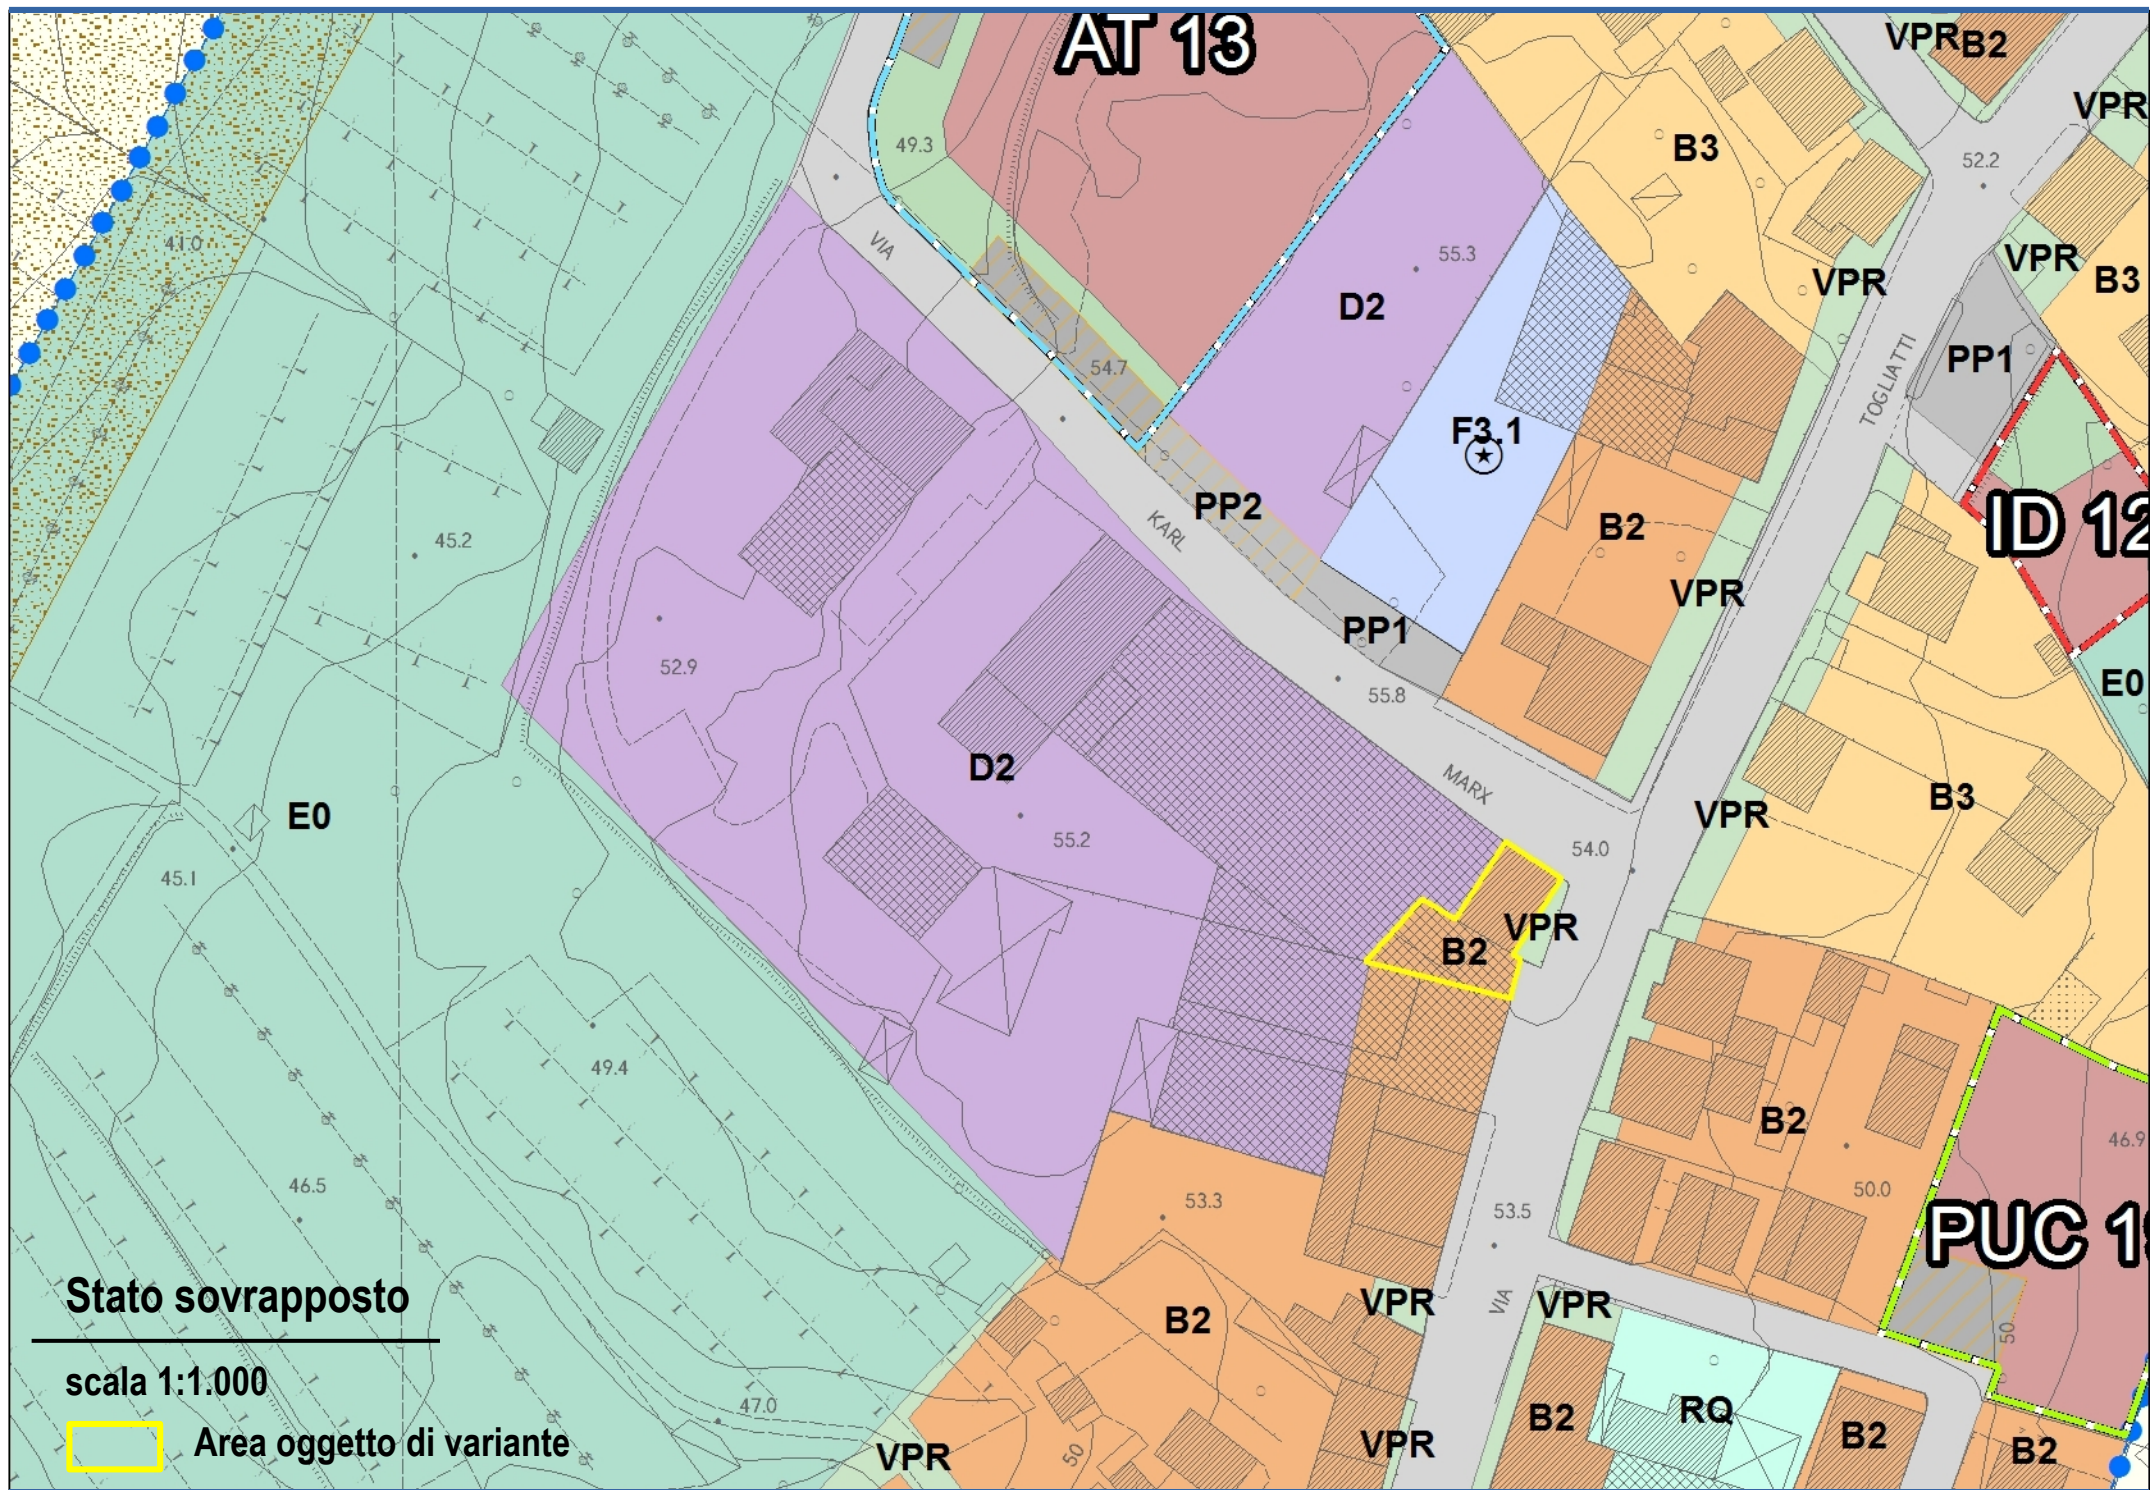 AT 13
VPR
B2
VPR
49.3
B3
52.2
41.0
VIA
55.3
VPR
VPR
B3
D2
TOGLIATTI
PP1
54.7
F3.1
PP2
B2
ID 12
KARL
45.2
VPR
PP1
52.9
55.8
E0
D2
MARX
B3
VPR
E0
55.2
54.0
45.1
VPR
B2
49.4
B2
46.9
46.5
53.3
50.0
53.5
PUC 1
Stato sovrapposto
VIA
VPR
VPR
B2
50
scala 1:1.000
47.0
B2
RQ
B2
Area oggetto di variante
VPR
50
VPR
B2